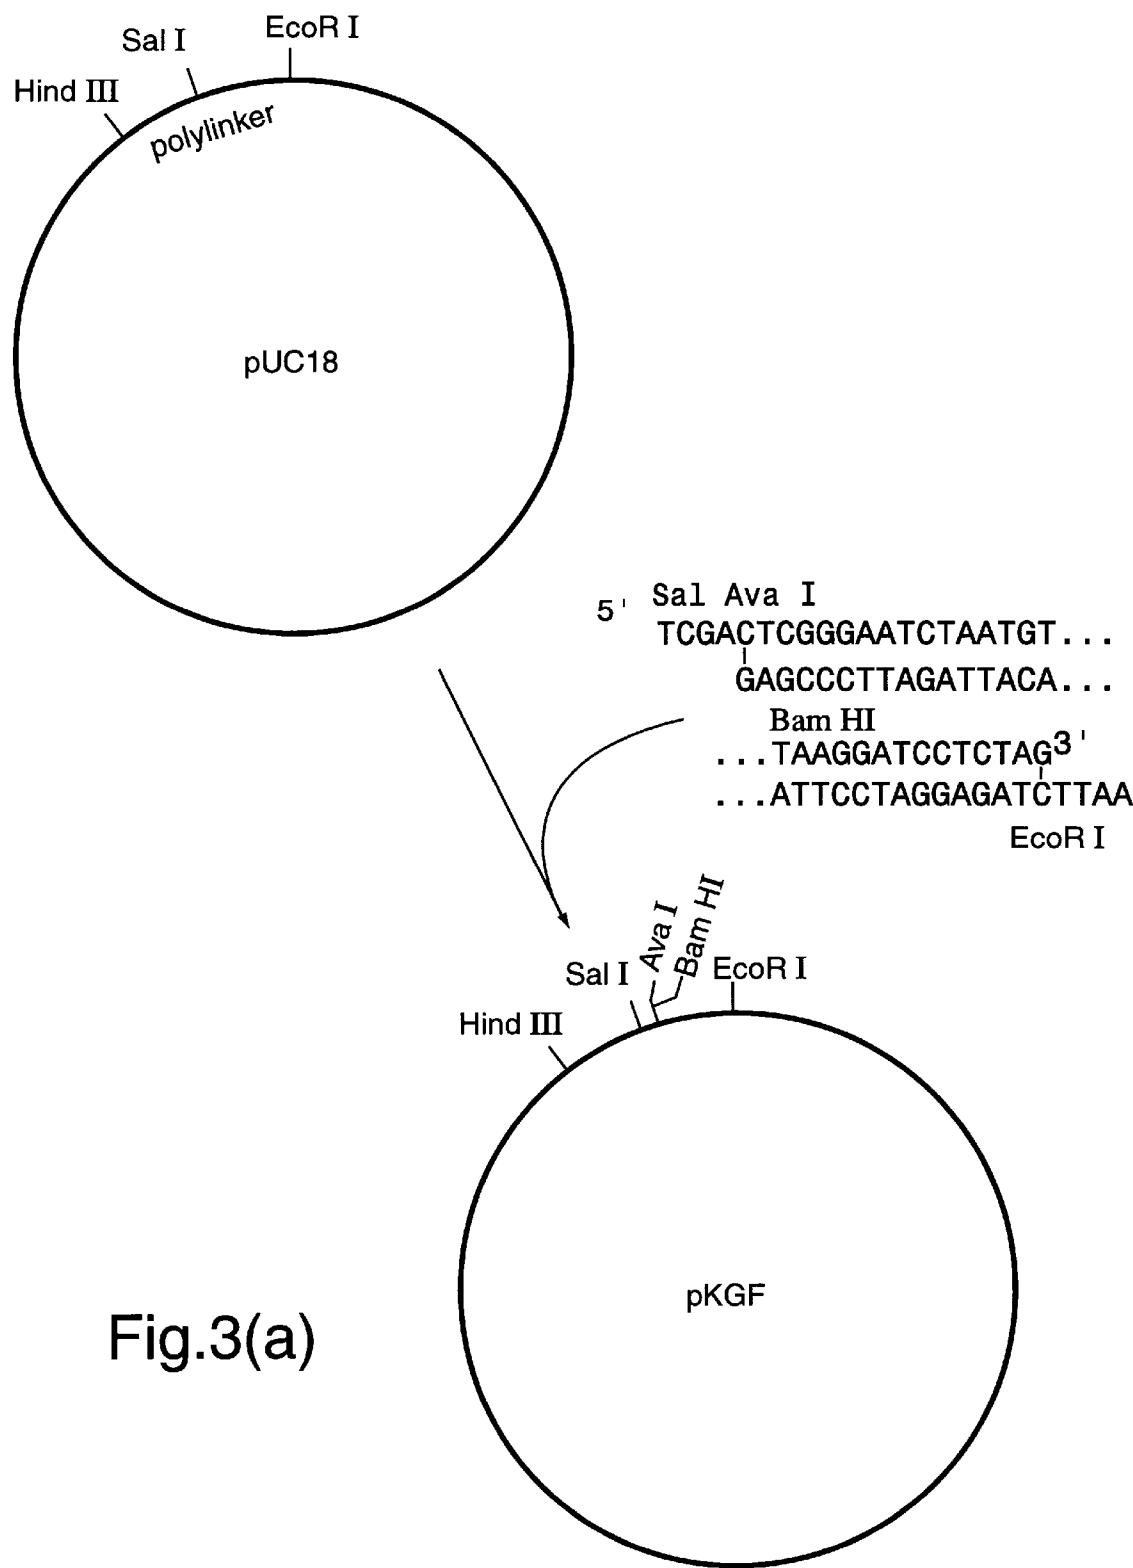 EcoR I
Sal I
Hind III
polylinker
pUC18
5' Sal Ava I
TCGACTCGGGAATCTAATGT...
GAGCCCTTAGATTACA...
Bam HI
...TAAGGATCCTCTAG3'
...ATTCCTAGGAGATCTTAA
EcoR I
Ava I
Bam HI
Sal I
EcoR I
Hind III
pKGF
Fig.3(a)